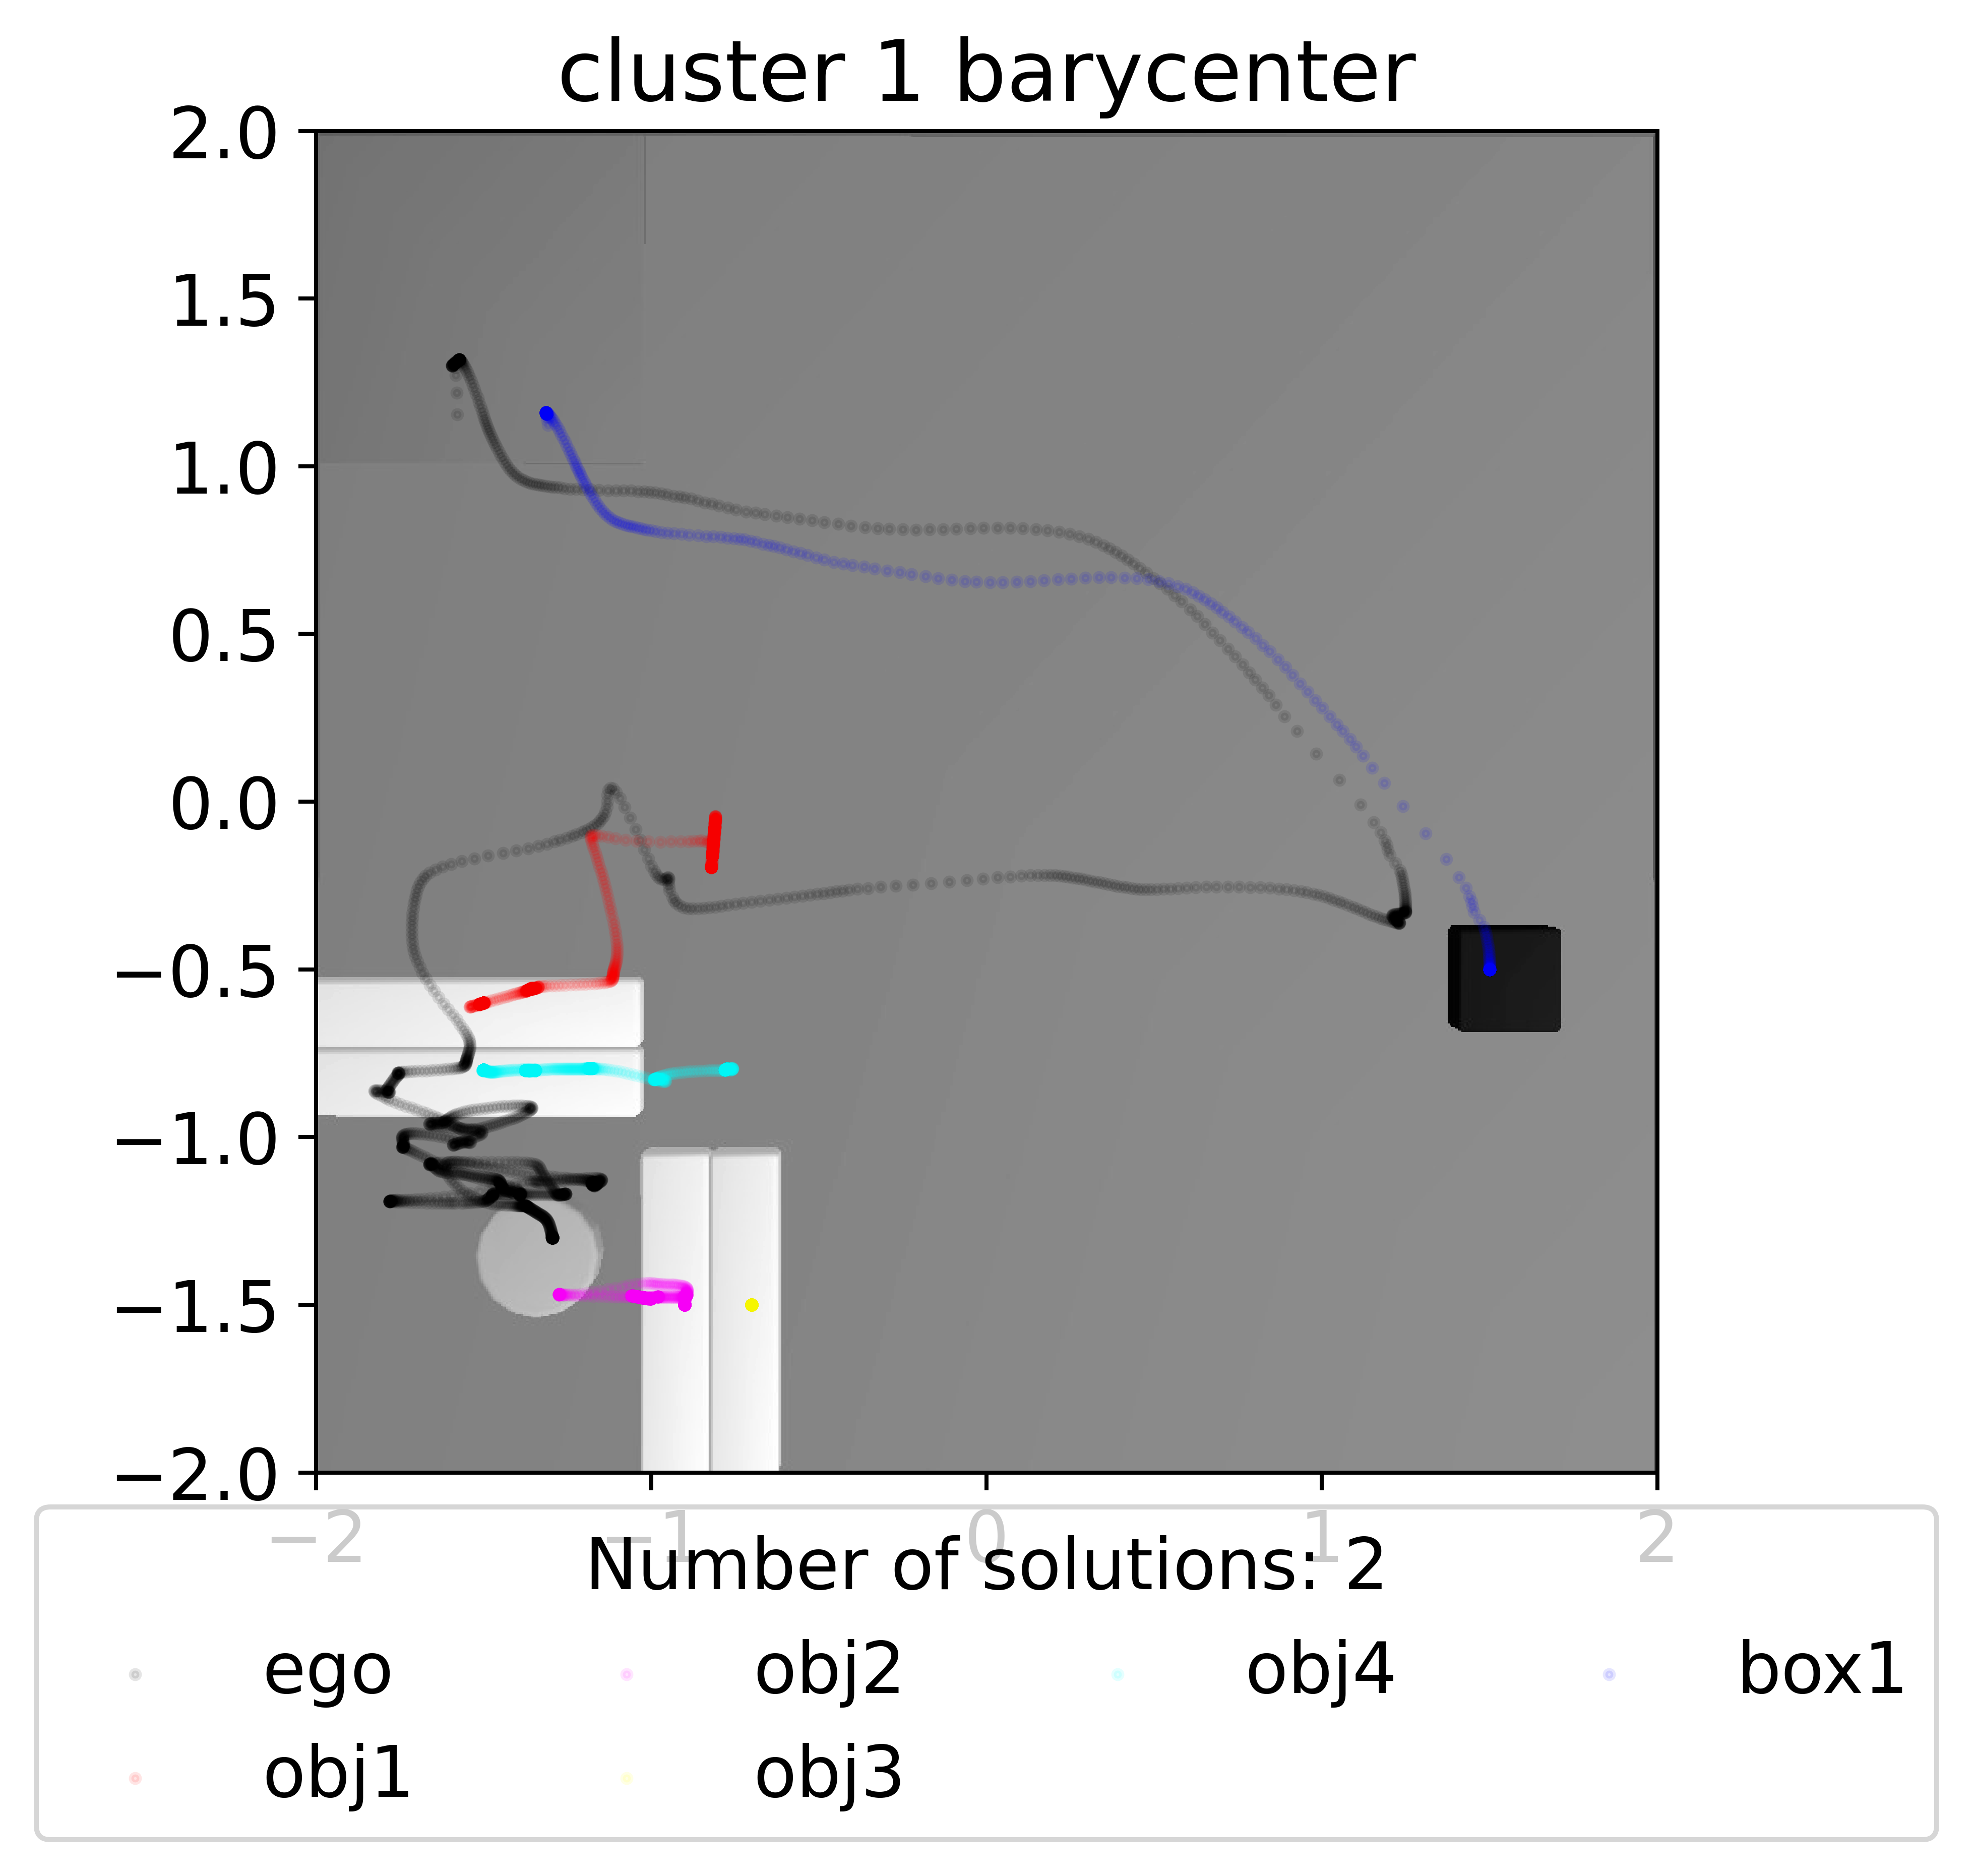 cluster 1 barycenter
2.0
1.5
1.0
0.5
0.0
−0.5
−1.0
−1.5
−2.0
−2 −1 0 1 2
Number of solutions: 2
ego obj2 obj4 box1
obj1 obj3